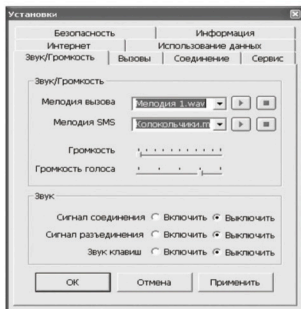 Установки
Безопасность Информация
Интернет Использование данных
Звук/Громкость Вызовы Соединение Сервис
Звук/Громкость
Мелодия вызова Мелодия 1.wav
Мелодия SMS Колокольчики.m
Громкость
Громкость голоса
Звук
Сигнал соединения Включить Выключить
Сигнал разъединения Включить Выключить
Звук клавиш Включить Выключить
ОК Отмена Применить